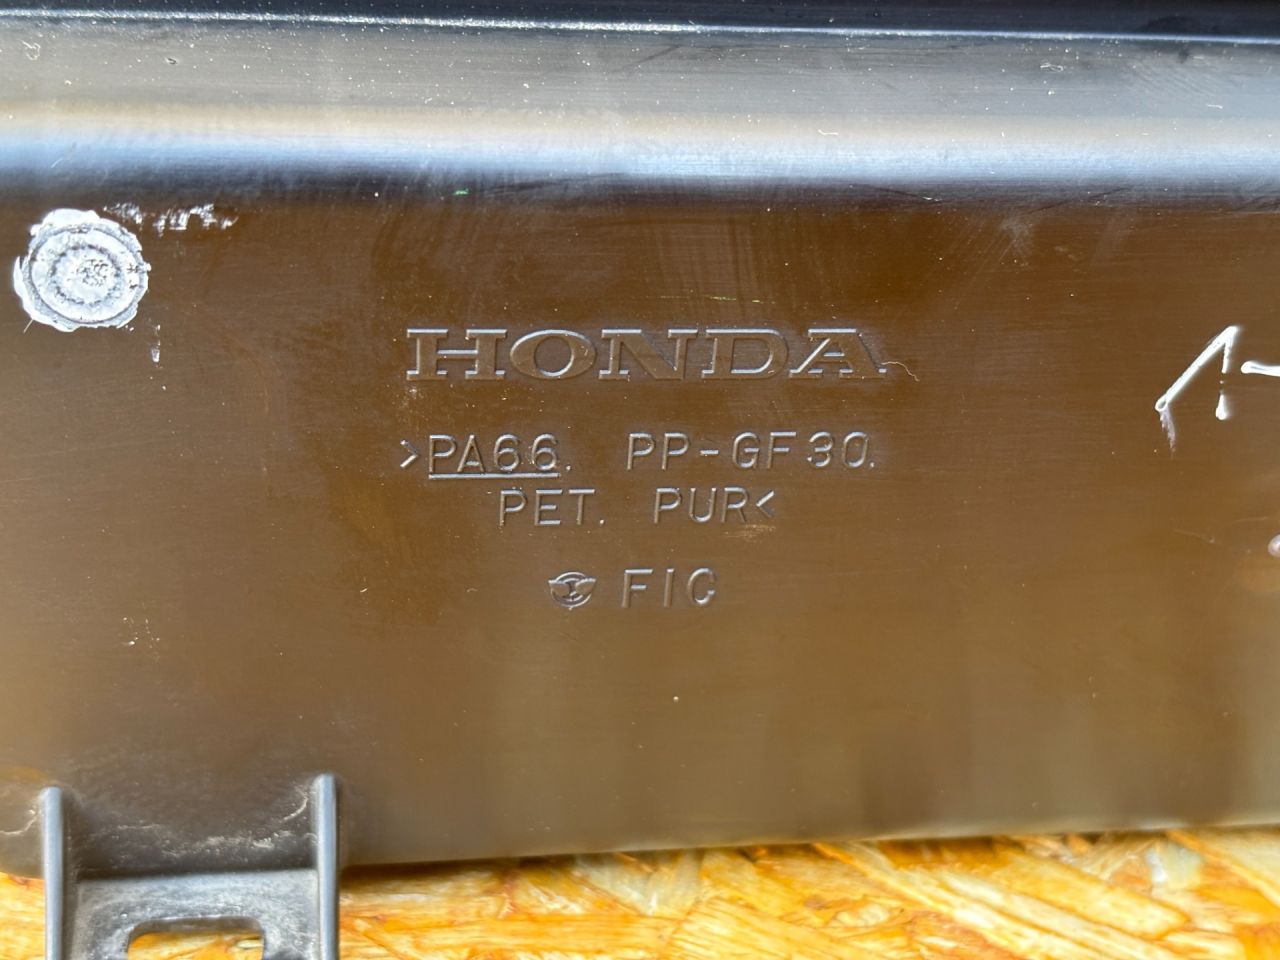 HONDA
>PA66. PP-GF30.
PET. PUR<
FIC